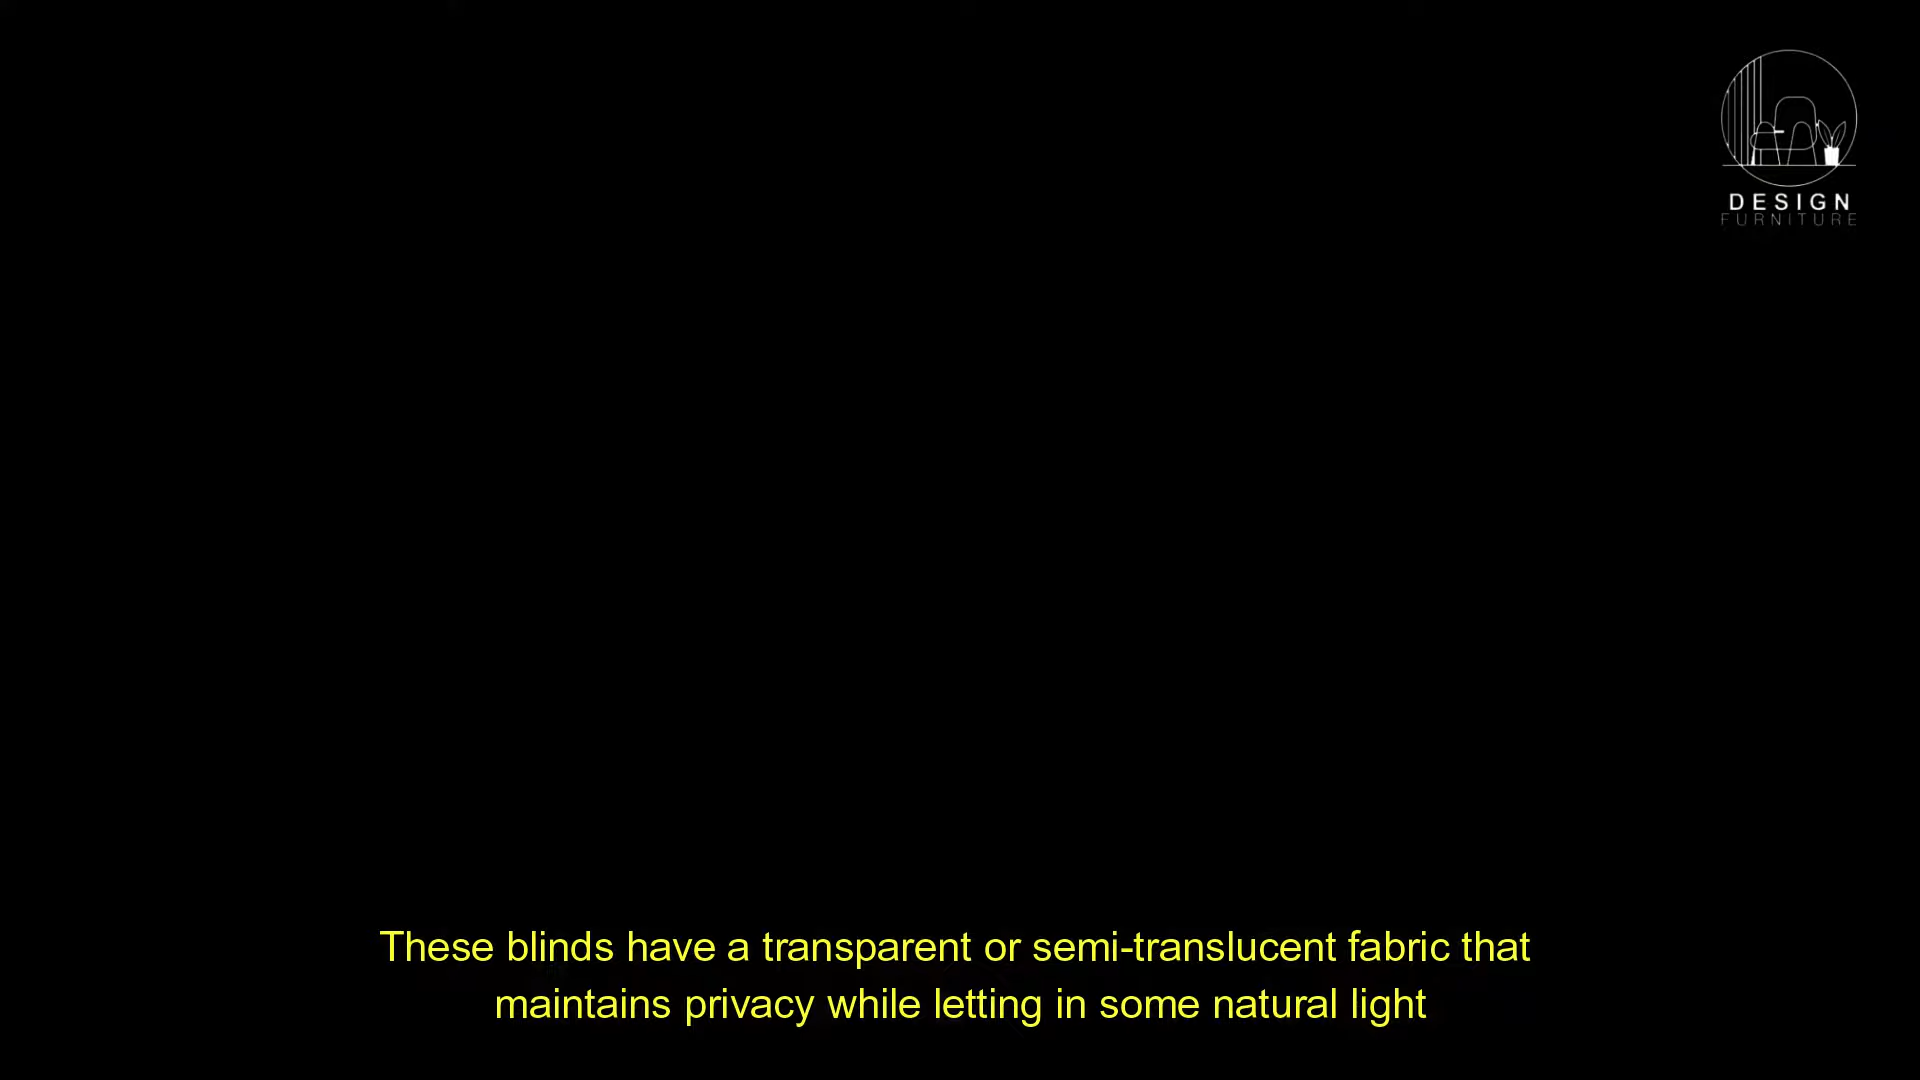 DESIGN
FURNITURE
These blinds have a transparent or semi-translucent fabric that
maintains privacy while letting in some natural light